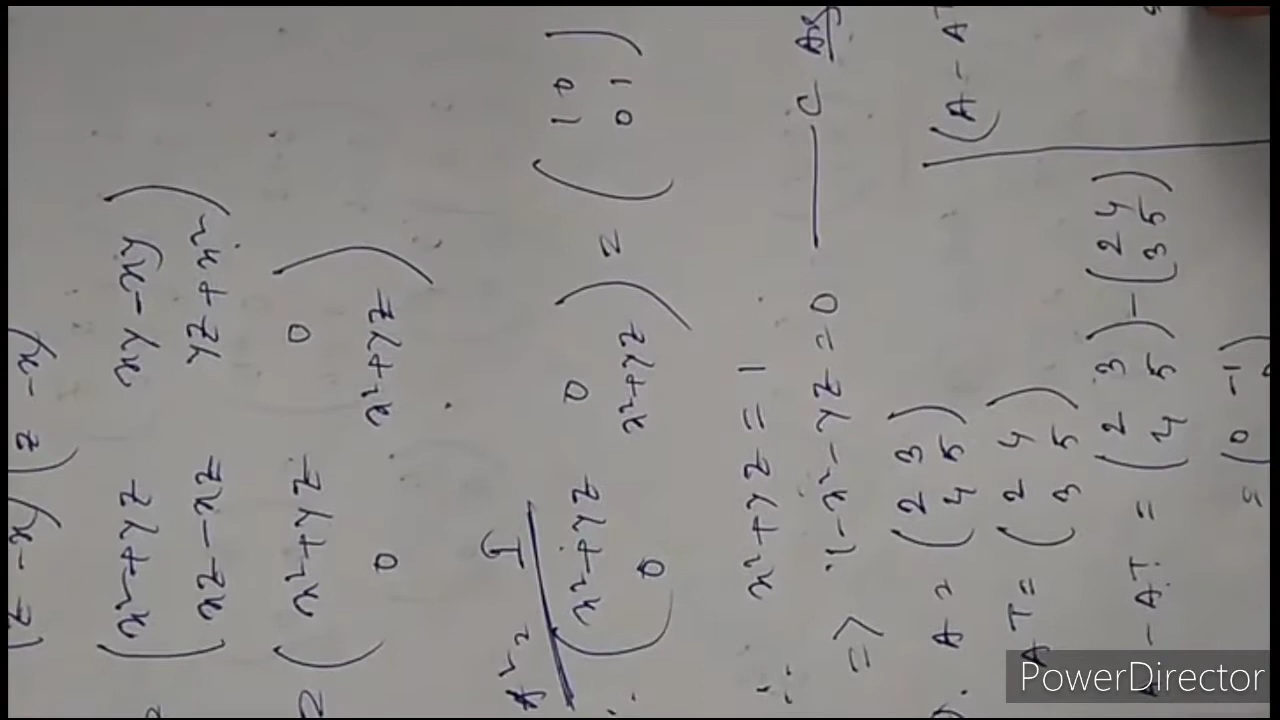 (z -x) (z -x)
(x²+yz xy-xy)
(xz-xz yz+x²)
= (x²+yz 0)
(0 x²+yz)
A² = I
∴ (x²+yz 0) = (1 0)
(0 x²+yz) (0 1)
∴ x²+yz = 1
=> 1-x²-yz = 0 —— C Ans
). A = (2 3)
(4 5)
AT = (2 4)
(3 5)
A-AT = (2 3) - (2 4)
(4 5) (3 5)
= (0 -1)
(A-AT
PowerDirector